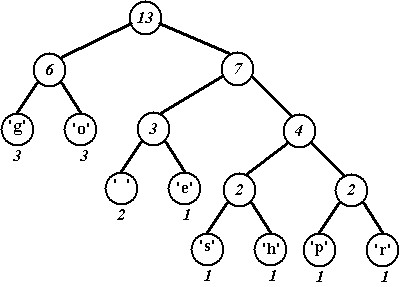 13
6 7
'g' 'o' 3 4
3 3
' ' 'e' 2 2
2 1
's' 'h' 'p' 'r'
1 1 1 1